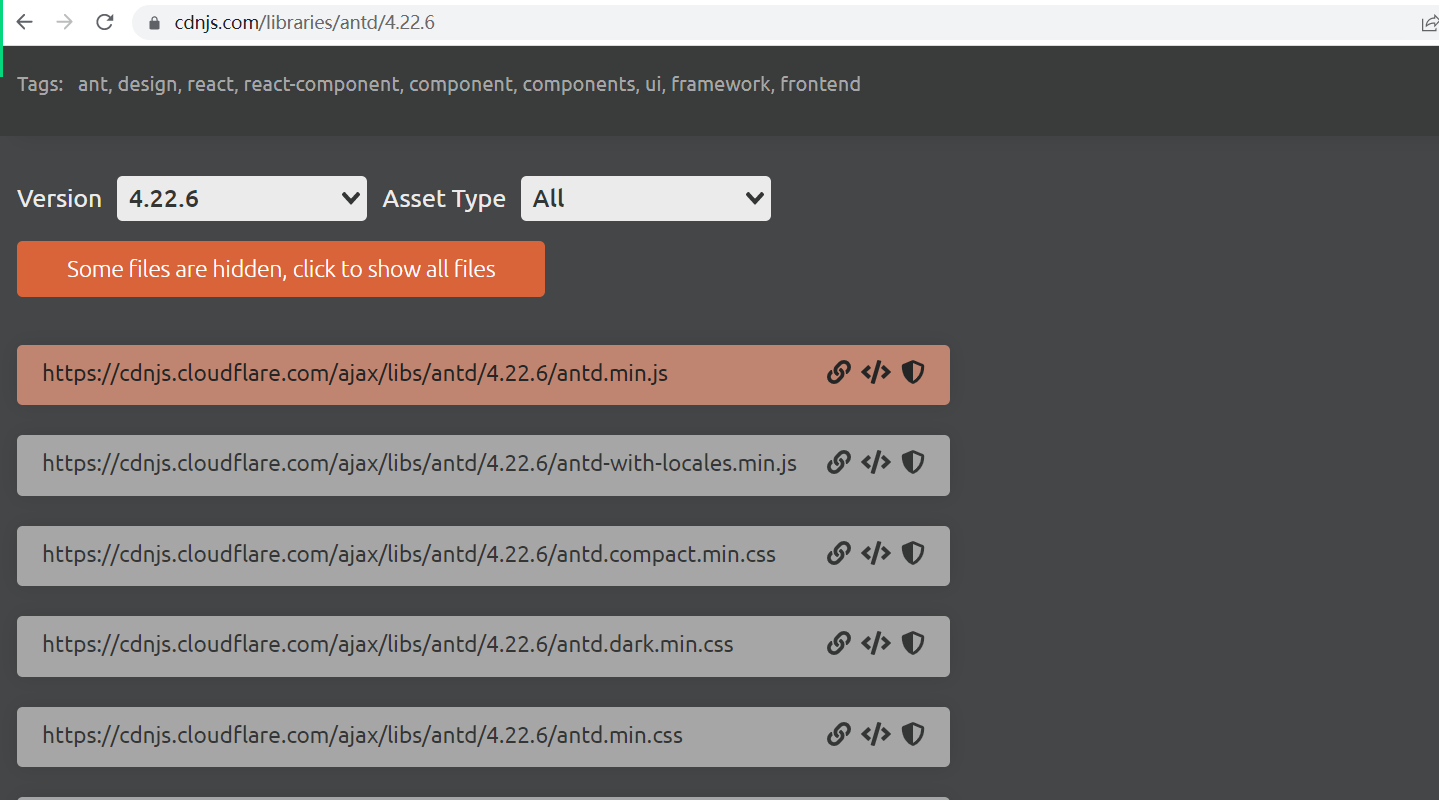 cdnjs.com/libraries/antd/4.22.6
Tags: ant, design, react, react-component, component, components, ui, framework, frontend
Version 4.22.6 Asset Type All
Some files are hidden, click to show all files
https://cdnjs.cloudflare.com/ajax/libs/antd/4.22.6/antd.min.js
https://cdnjs.cloudflare.com/ajax/libs/antd/4.22.6/antd-with-locales.min.js
https://cdnjs.cloudflare.com/ajax/libs/antd/4.22.6/antd.compact.min.css
https://cdnjs.cloudflare.com/ajax/libs/antd/4.22.6/antd.dark.min.css
https://cdnjs.cloudflare.com/ajax/libs/antd/4.22.6/antd.min.css